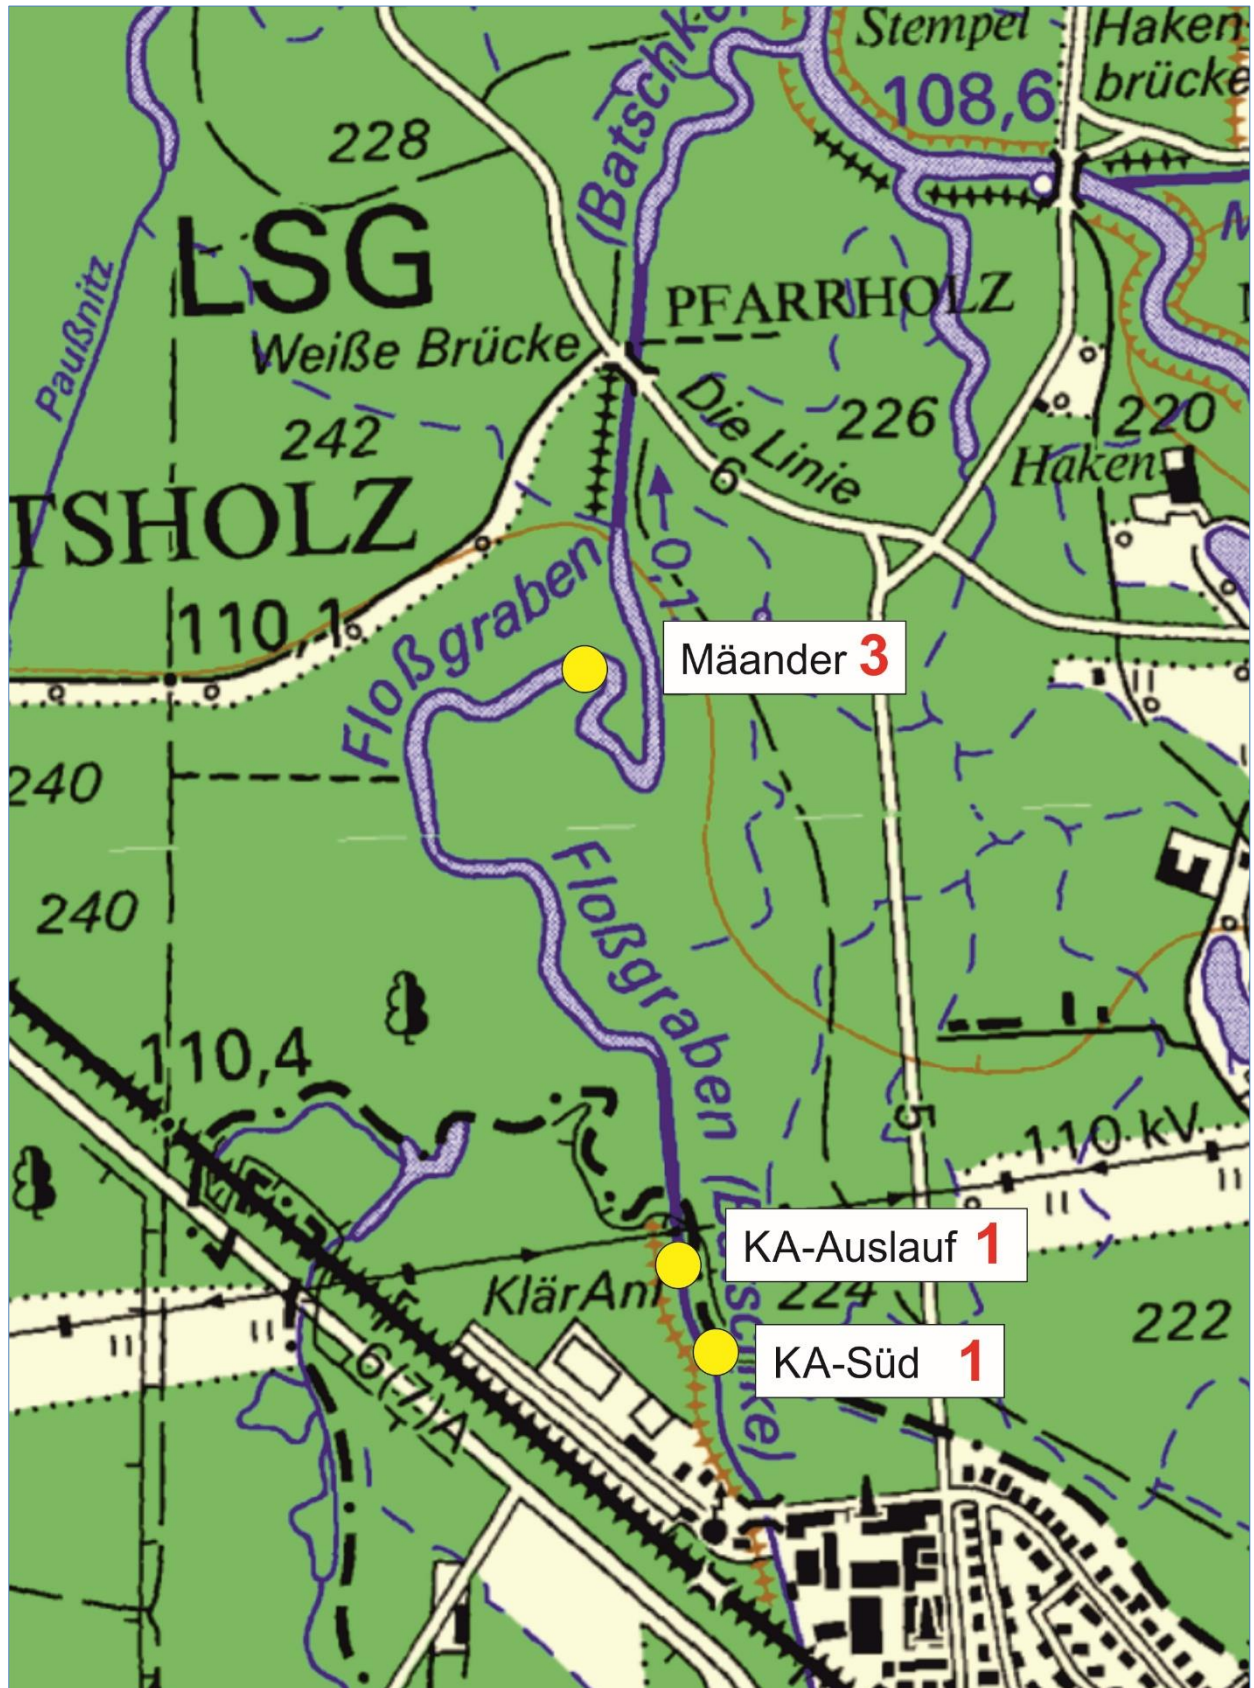 Stempel
Haken
brücke
(Batschke
108,6
228
LSG
PFARRHOLZ
Paußnitz
Weiße Brücke
Die Linie
6
226
220
242
Haken
TSHOLZ
0,1
Floßgraben
110,1
Mäander 3
240
Floßgraben
240
110,4
5
110 kV
KA-Auslauf 1
KlärAnl
224
222
6(7)A
KA-Süd 1